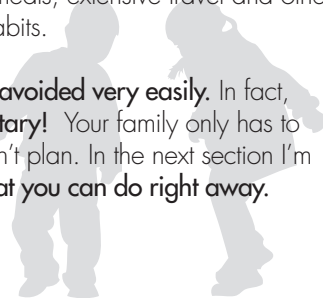 meals, extensive travel and othe
abits.
avoided very easily. In fact,
tary! Your family only has to
n't plan. In the next section I'm
at you can do right away.